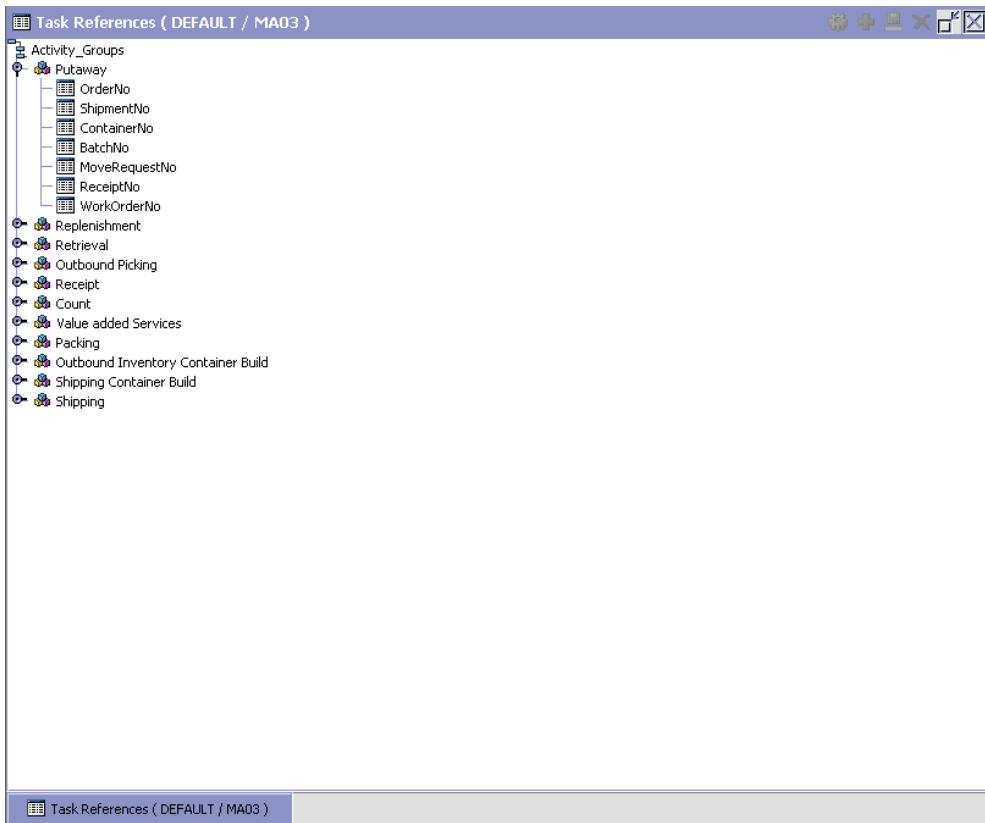 Task References ( DEFAULT / MA03 )
Activity_Groups
Putaway
OrderNo
ShipmentNo
ContainerNo
BatchNo
MoveRequestNo
ReceiptNo
WorkOrderNo
Replenishment
Retrieval
Outbound Picking
Receipt
Count
Value added Services
Packing
Outbound Inventory Container Build
Shipping Container Build
Shipping
Task References ( DEFAULT / MA03 )